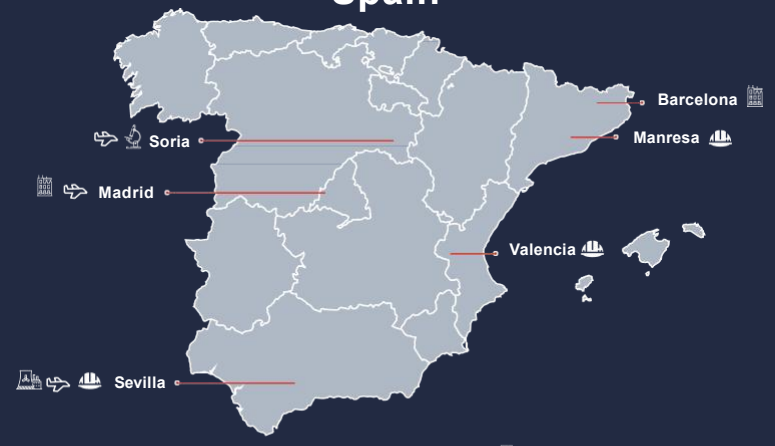 Spain
Barcelona
Soria
Manresa
Madrid
Valencia
Sevilla